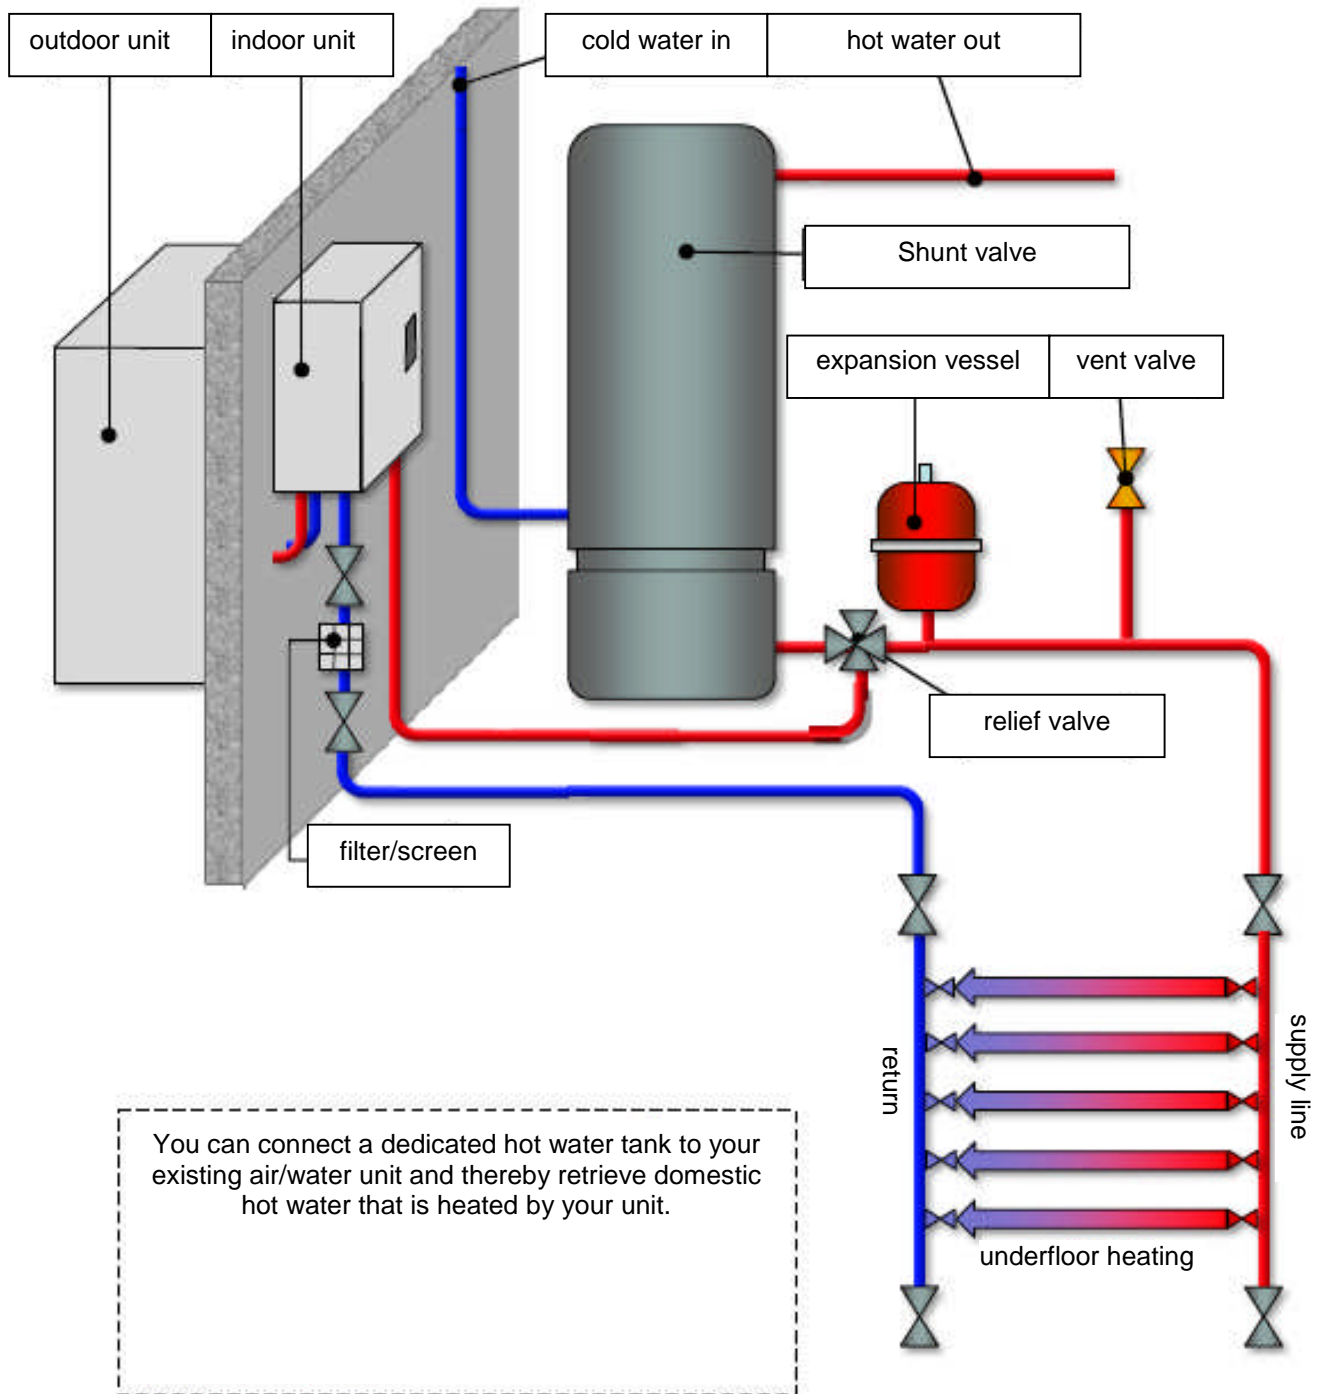 outdoor unit
indoor unit
cold water in
hot water out
Shunt valve
expansion vessel
vent valve
relief valve
filter/screen
return
supply line
underfloor heating
You can connect a dedicated hot water tank to your
existing air/water unit and thereby retrieve domestic
hot water that is heated by your unit.